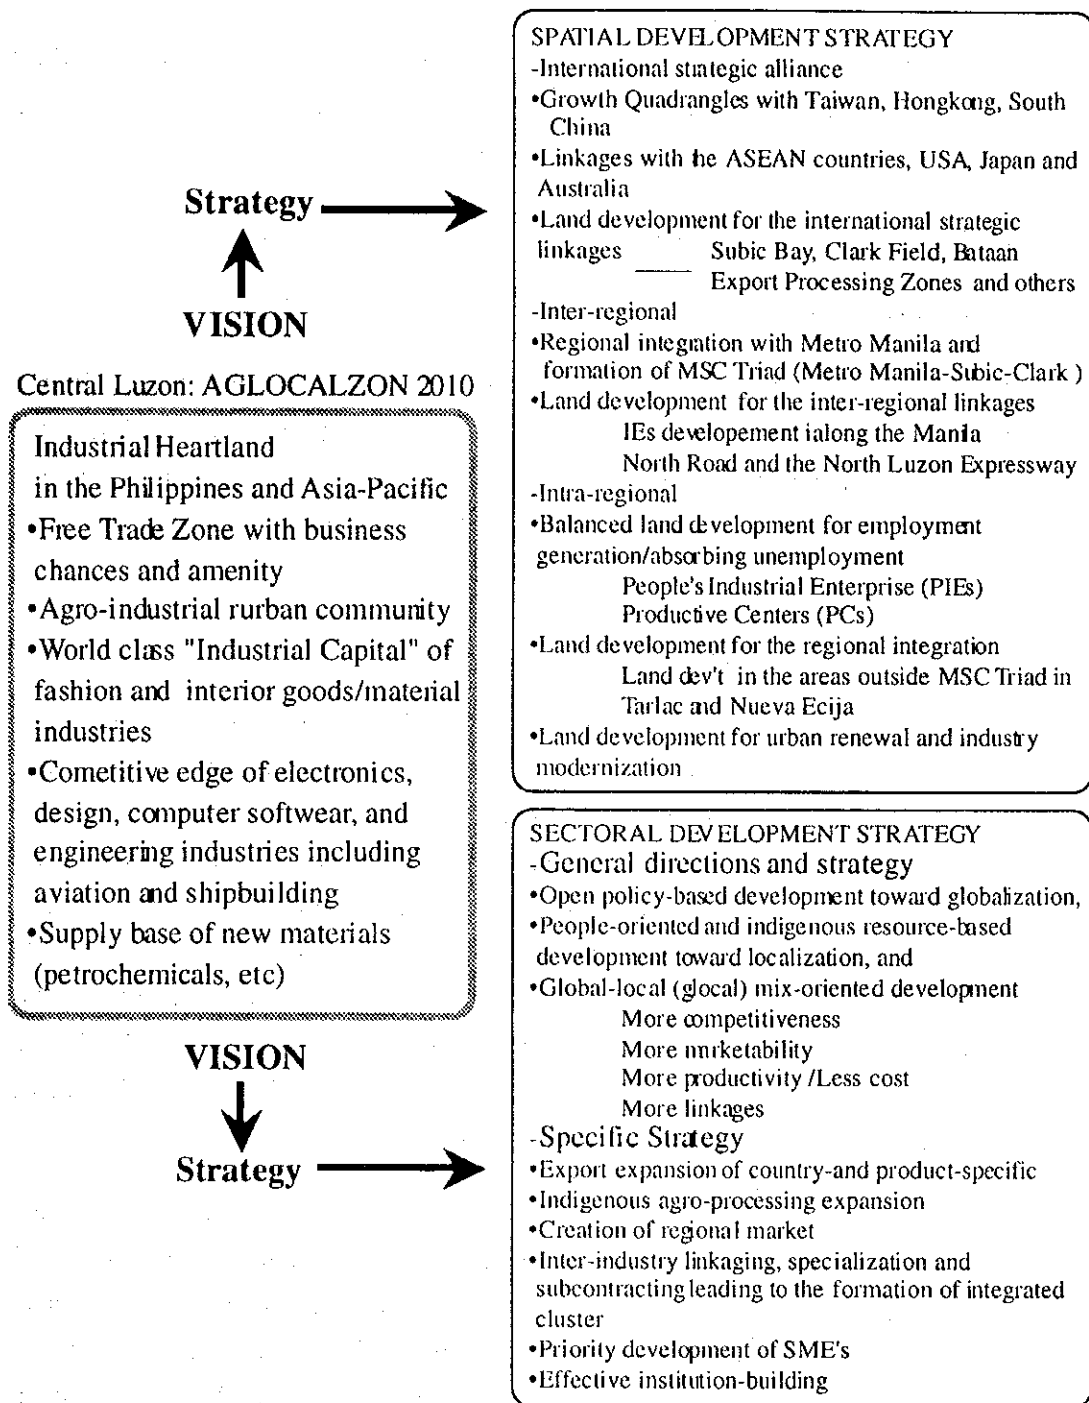 Strategy
VISION
Central Luzon: AGLOCALZON 2010
Industrial Heartland
in the Philippines and Asia-Pacific
•Free Trade Zone with business
chances and amenity
•Agro-industrial rurban community
•World class "Industrial Capital" of
fashion and interior goods/material
industries
•Cometitive edge of electronics,
design, computer softwear, and
engineering industries including
aviation and shipbuilding
•Supply base of new materials
(petrochemicals, etc)
VISION
Strategy
SPATIAL DEVELOPMENT STRATEGY
-International strategic alliance
•Growth Quadrangles with Taiwan, Hongkong, South
China
•Linkages with he ASEAN countries, USA, Japan and
Australia
•Land development for the international strategic
linkages Subic Bay, Clark Field, Bataan
Export Processing Zones and others
-Inter-regional
•Regional integration with Metro Manila and
formation of MSC Triad (Metro Manila-Subic-Clark )
•Land development for the inter-regional linkages
IEs developement ialong the Manila
North Road and the North Luzon Expressway
-Intra-regional
•Balanced land development for employment
generation/absorbing unemployment
People's Industrial Enterprise (PIEs)
Productive Centers (PCs)
•Land development for the regional integration
Land dev't in the areas outside MSC Triad in
Tarlac and Nueva Ecija
•Land development for urban renewal and industry
modernization
SECTORAL DEVELOPMENT STRATEGY
-General directions and strategy
•Open policy-based development toward globalization,
•People-oriented and indigenous resource-based
development toward localization, and
•Global-local (glocal) mix-oriented development
More competitiveness
More marketability
More productivity /Less cost
More linkages
-Specific Strategy
•Export expansion of country-and product-specific
•Indigenous agro-processing expansion
•Creation of regional market
•Inter-industry linkaging, specialization and
subcontracting leading to the formation of integrated
cluster
•Priority development of SME's
•Effective institution-building